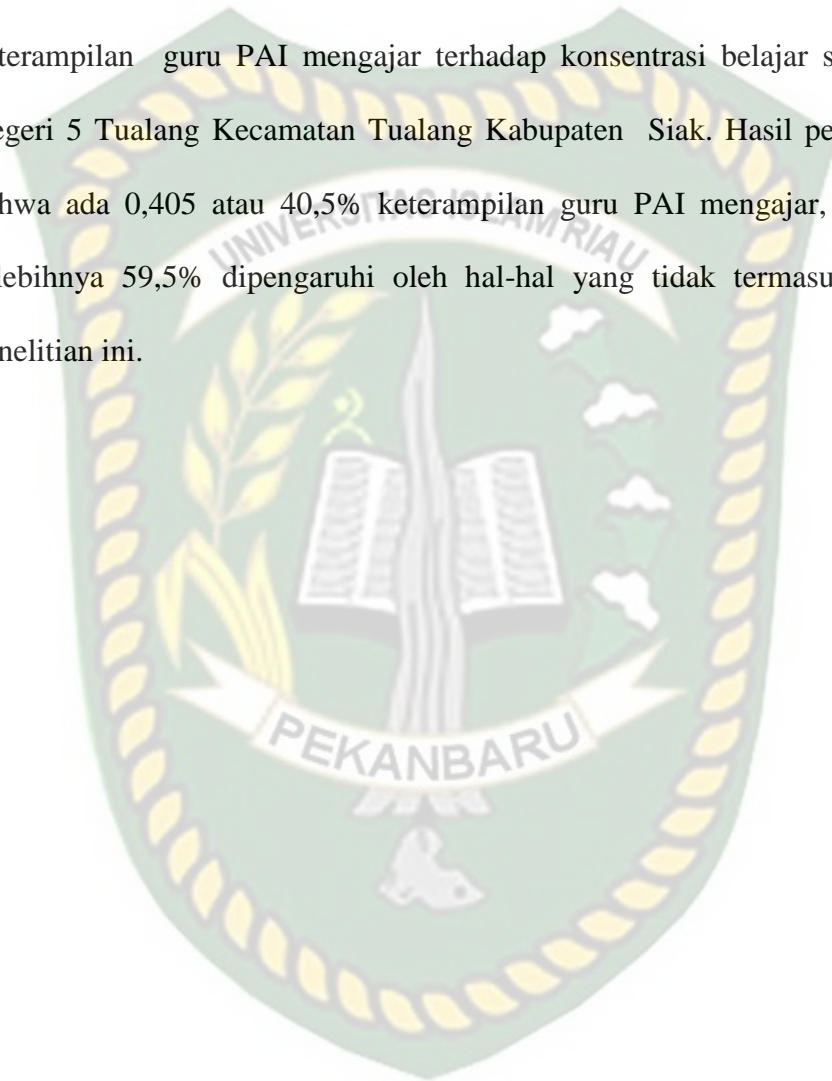 terampilan guru PAI mengajar terhadap konsentrasi belajar s
egeri 5 Tualang Kecamatan Tualang Kabupaten Siak. Hasil pe
hwa ada 0,405 atau 40,5% keterampilan guru PAI mengajar,
lebihnya 59,5% dipengaruhi oleh hal-hal yang tidak termasu
nelitian ini.
UNIVERSITAS ISLAM RIAU
PEKANBARU